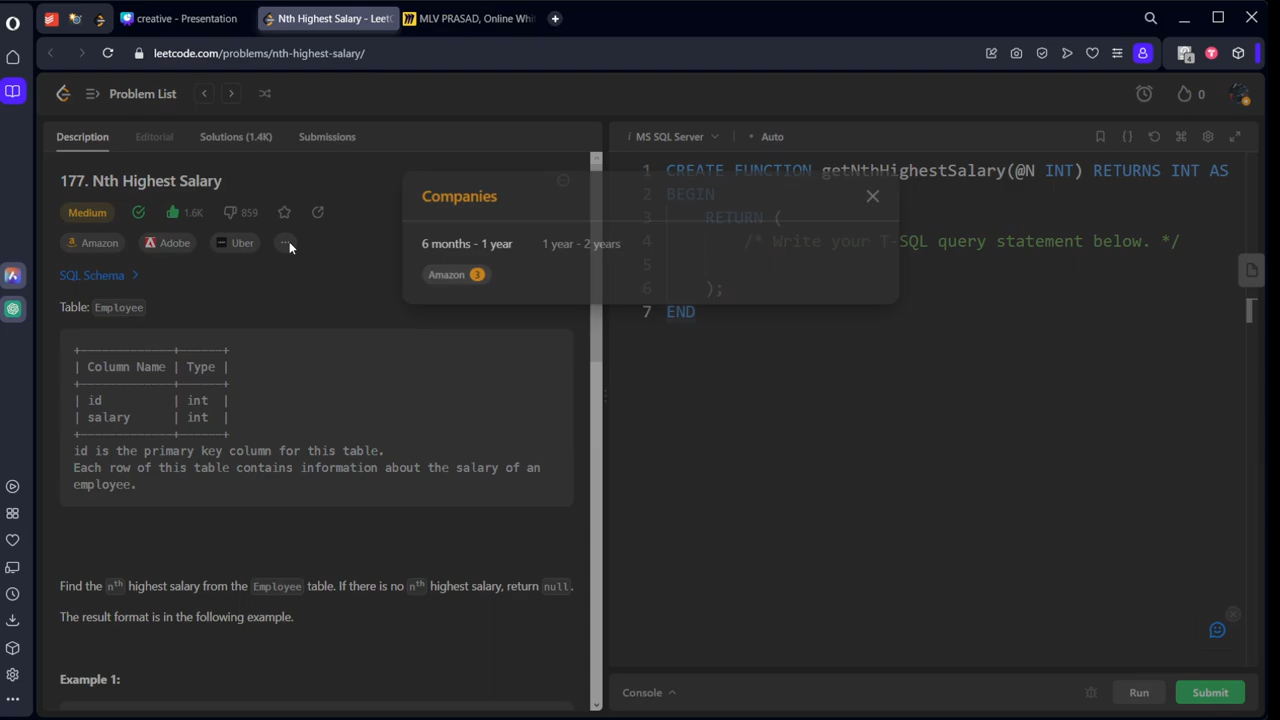 creative - Presentation
Nth Highest Salary - LeetC
MLV PRASAD, Online Whi
leetcode.com/problems/nth-highest-salary/
4
Problem List
0
Description
Editorial
Solutions (1.4K)
Submissions
MS SQL Server
Auto
177. Nth Highest Salary
Medium
1.6K
859
Amazon
Adobe
Uber
SQL Schema
Table: Employee
| Column Name | Type |
| id | int |
| salary | int |
id is the primary key column for this table.
Each row of this table contains information about the salary of an
employee.
Find the nth highest salary from the Employee table. If there is no nth highest salary, return null.
The result format is in the following example.
Example 1:
Companies
6 months - 1 year
1 year - 2 years
Amazon 3
1 CREATE FUNCTION getNthHighestSalary(@N INT) RETURNS INT AS
2 BEGIN
3 RETURN (
4 /* Write your T-SQL query statement below. */
5
6 );
7 END
Console
Run
Submit